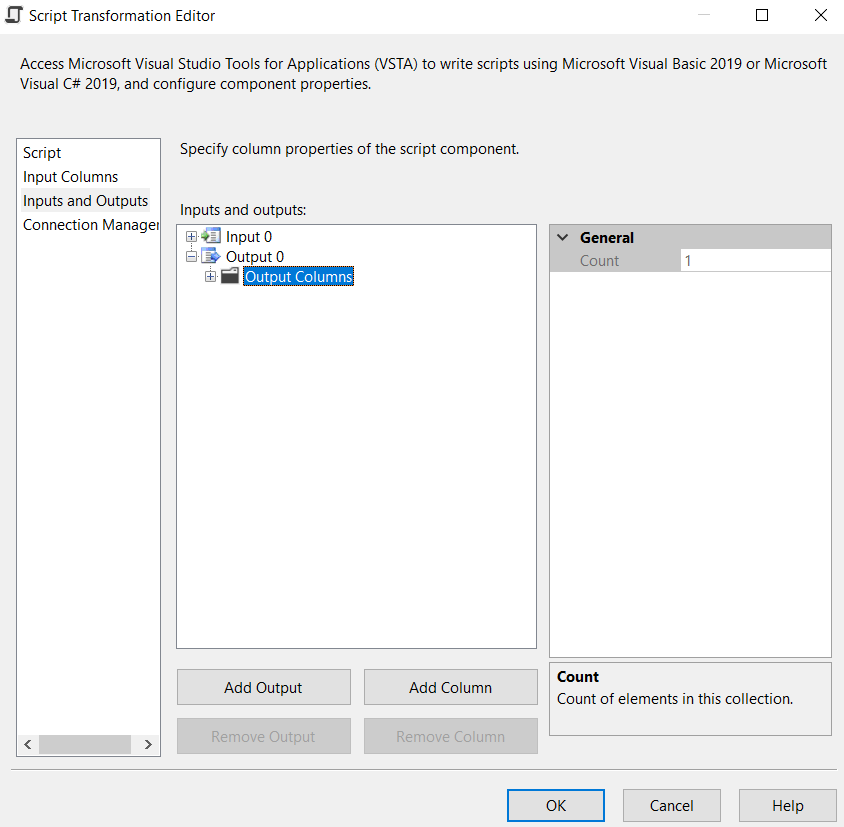 Script Transformation Editor
Access Microsoft Visual Studio Tools for Applications (VSTA) to write scripts using Microsoft Visual Basic 2019 or Microsoft
Visual C# 2019, and configure component properties.
Script
Input Columns
Inputs and Outputs
Connection Manager
Specify column properties of the script component.
Inputs and outputs:
Input 0
Output 0
Output Columns
General
Count 1
Add Output Add Column
Remove Output Remove Column
Count
Count of elements in this collection.
OK Cancel Help